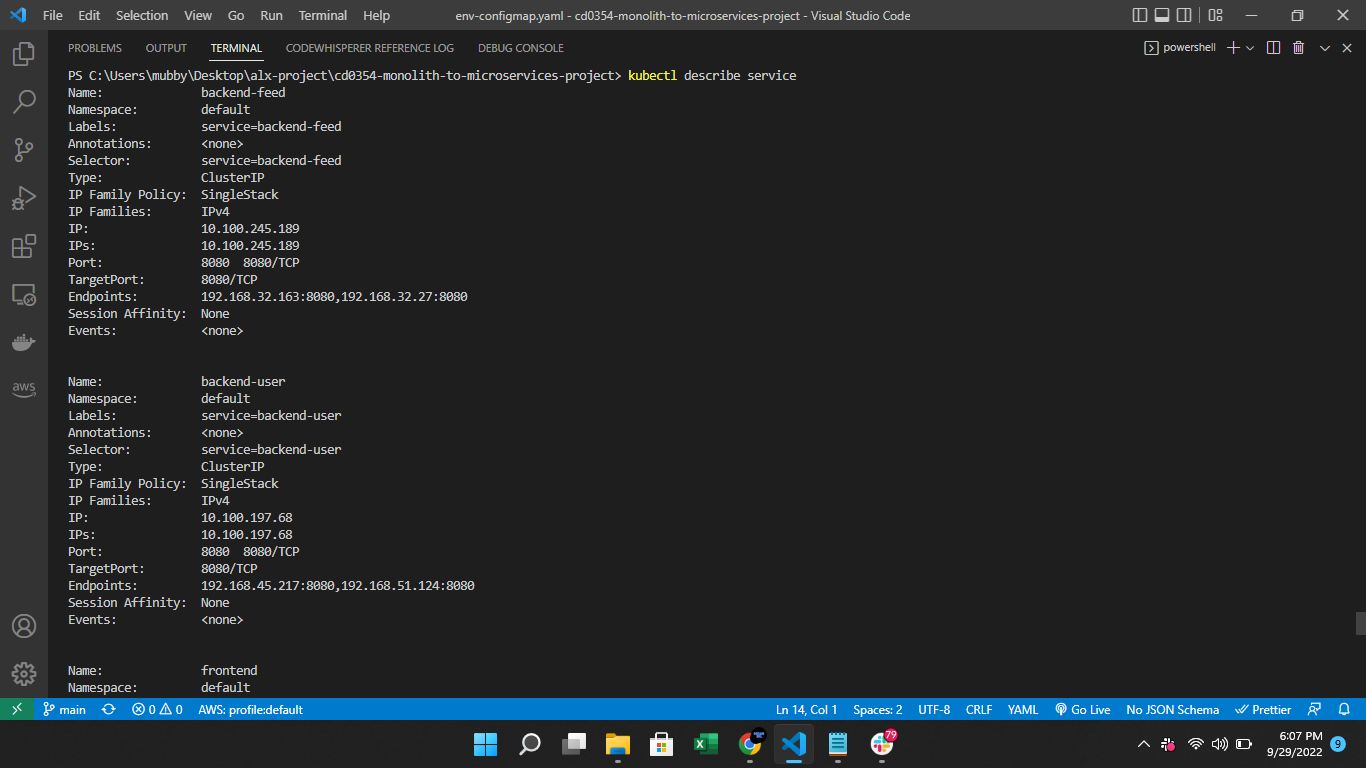 File Edit Selection View Go Run Terminal Help env-configmap.yaml - cd0354-monolith-to-microservices-project - Visual Studio Code
PROBLEMS OUTPUT TERMINAL CODEWHISPERER REFERENCE LOG DEBUG CONSOLE powershell
PS C:\Users\mubby\Desktop\alx-project\cd0354-monolith-to-microservices-project> kubectl describe service
Name: backend-feed
Namespace: default
Labels: service=backend-feed
Annotations: <none>
Selector: service=backend-feed
Type: ClusterIP
IP Family Policy: SingleStack
IP Families: IPv4
IP: 10.100.245.189
IPs: 10.100.245.189
Port: 8080 8080/TCP
TargetPort: 8080/TCP
Endpoints: 192.168.32.163:8080,192.168.32.27:8080
Session Affinity: None
Events: <none>
Name: backend-user
Namespace: default
Labels: service=backend-user
Annotations: <none>
Selector: service=backend-user
Type: ClusterIP
IP Family Policy: SingleStack
IP Families: IPv4
IP: 10.100.197.68
IPs: 10.100.197.68
Port: 8080 8080/TCP
TargetPort: 8080/TCP
Endpoints: 192.168.45.217:8080,192.168.51.124:8080
Session Affinity: None
Events: <none>
Name: frontend
Namespace: default
aws
main 0 0 AWS: profile:default Ln 14, Col 1 Spaces: 2 UTF-8 CRLF YAML Go Live No JSON Schema Prettier
79
6:07 PM
9/29/2022
9